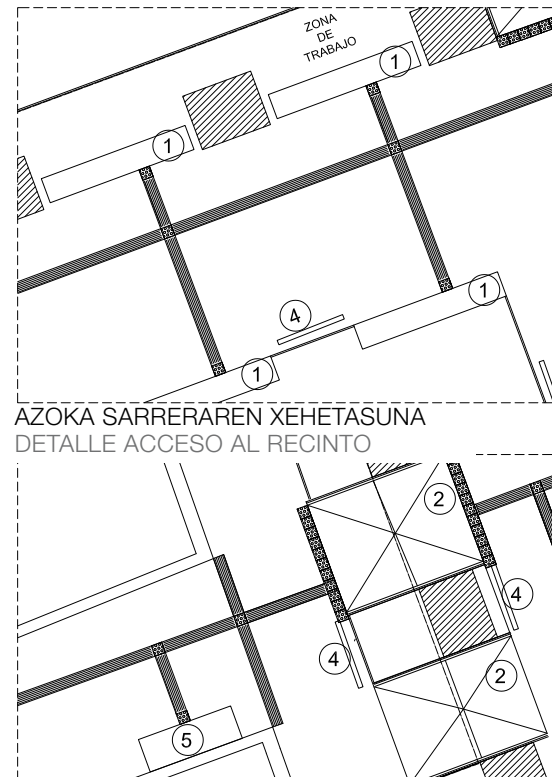 ZONA
DE
TRABAJO
1
1
1
4
1
AZOKA SARRERAREN XEHETASUNA
DETALLE ACCESO AL RECINTO
2
4
4
2
5